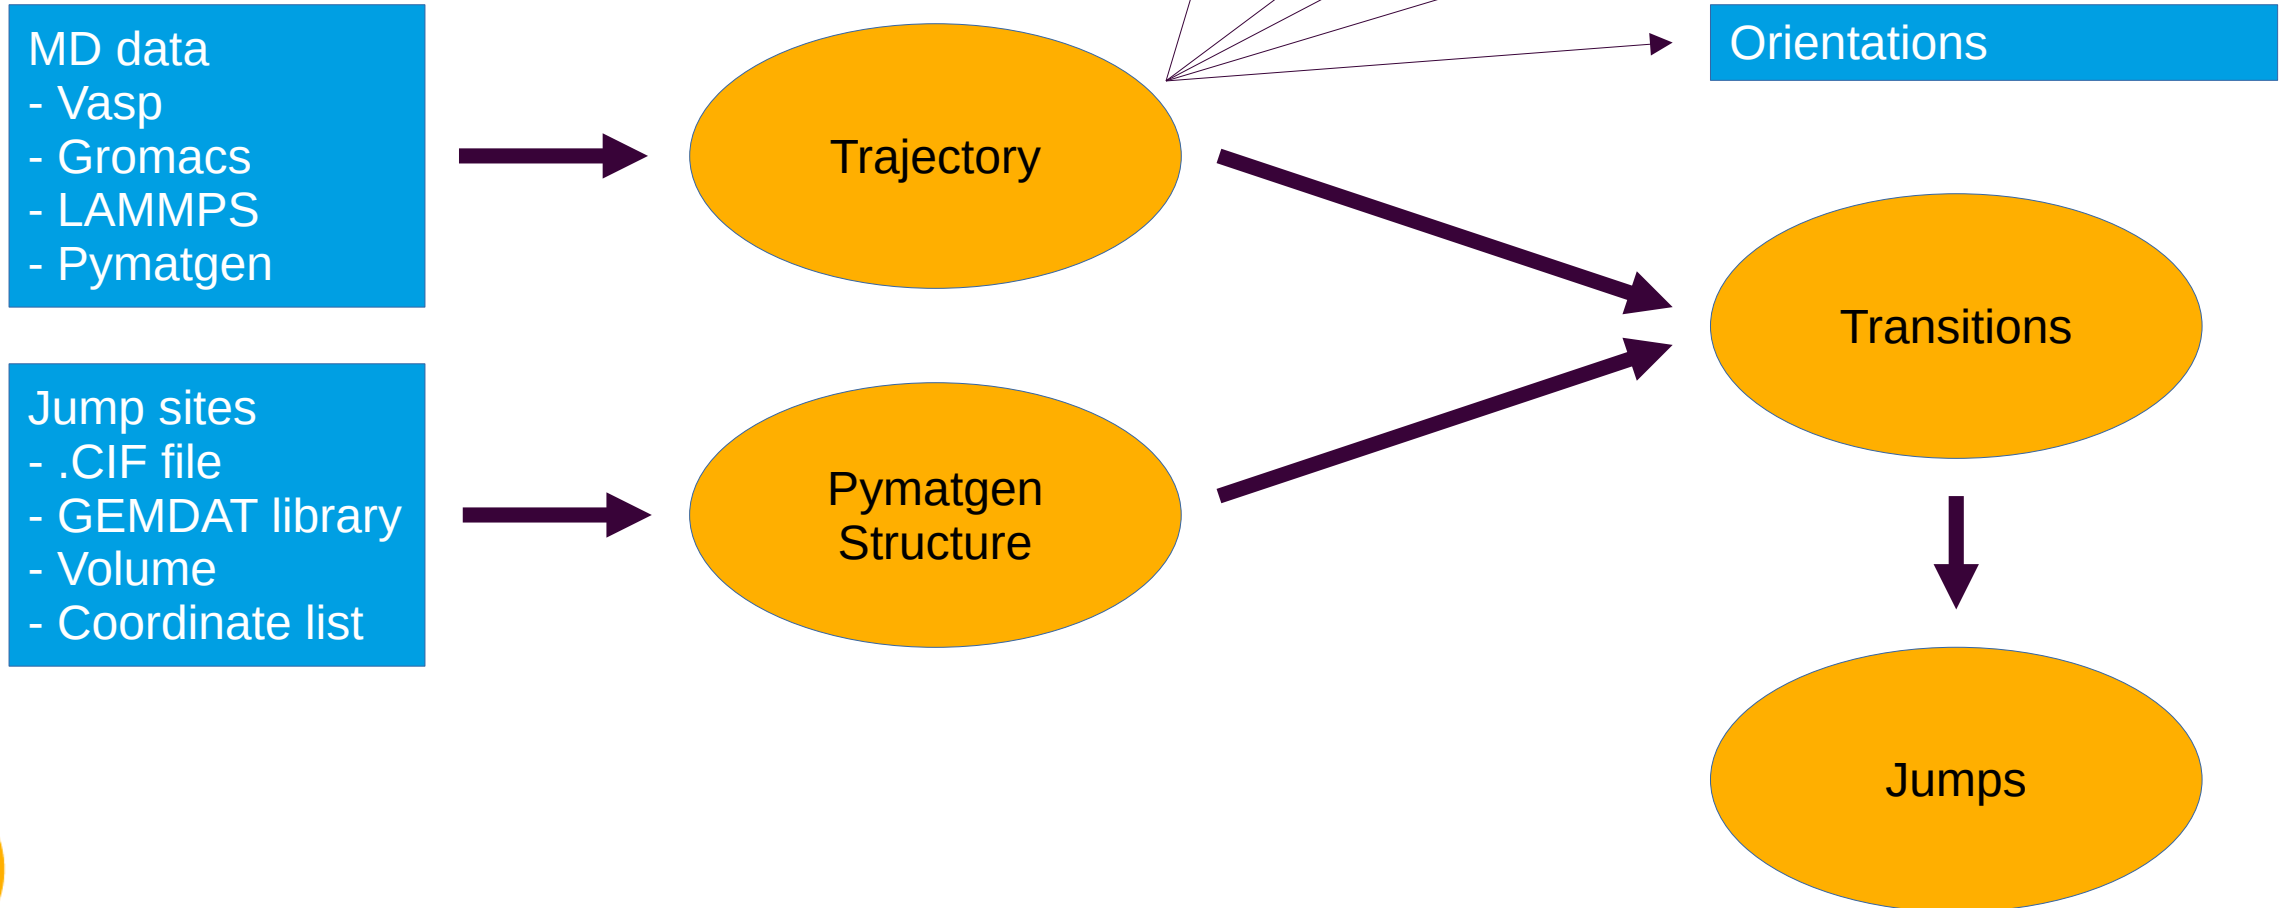 MD data
- Vasp
- Gromacs
- LAMMPS
- Pymatgen
Trajectory
Orientations
Transitions
Jump sites
- .CIF file
- GEMDAT library
- Volume
- Coordinate list
Pymatgen
Structure
Jumps